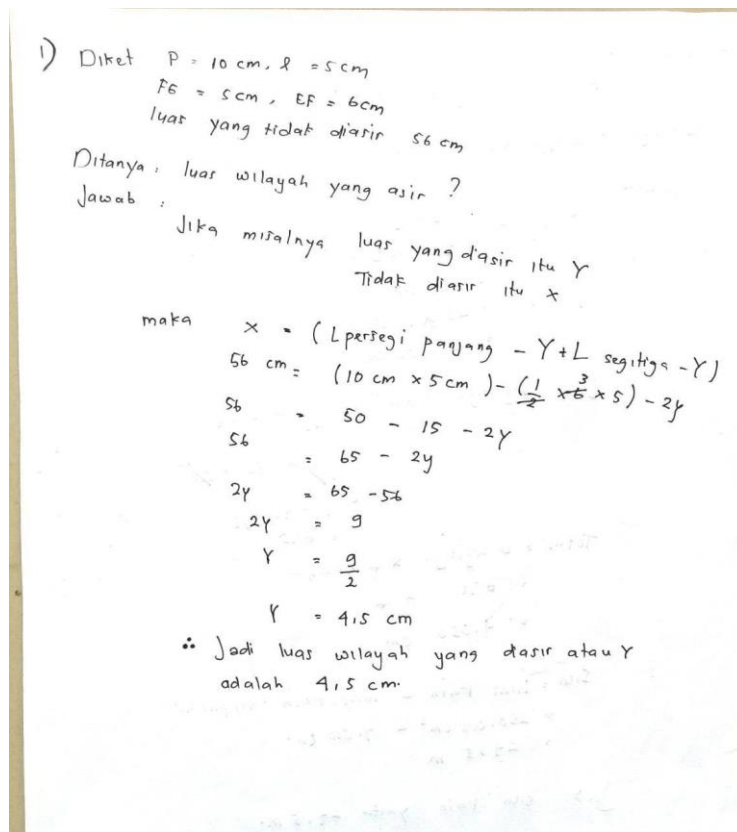 1) Diket P = 10 cm, l = 5 cm
FG = 5 cm, EF = 6cm
luas yang tidak diasir 56 cm
Ditanya : luas wilayah yang asir ?
Jawab :
Jika misalnya luas yang diasir itu Y
Tidak diasir itu x
maka x = (L persegi panjang - Y + L segitiga - Y)
56 cm = (10 cm x 5 cm) - (1/2 x 6 3 x 5) - 2y
56 = 50 - 15 - 2Y
56 = 65 - 2y
2Y = 65 - 56
2Y = 9
Y = 9/2
Y = 4,5 cm
∴ Jadi luas wilayah yang diasir atau Y
adalah 4,5 cm.